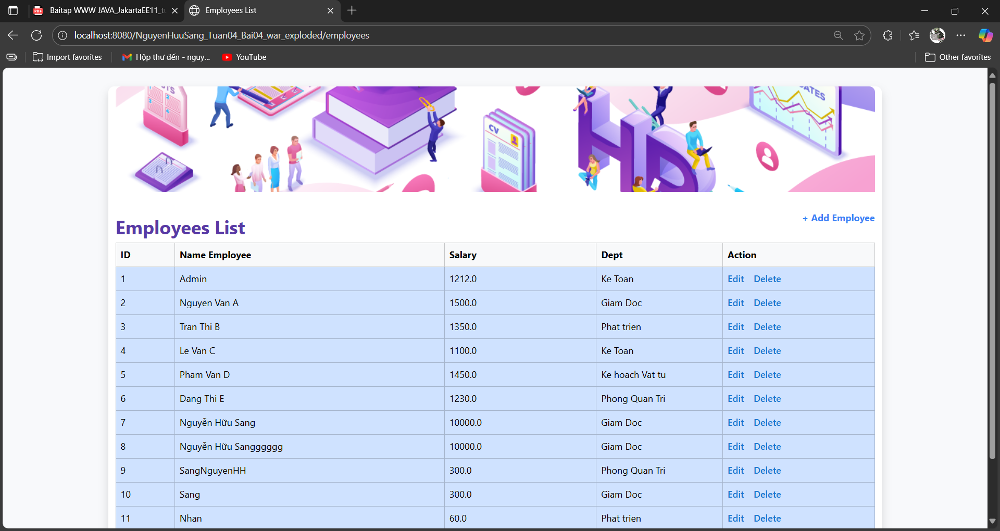 Baitap WWW JAVA_JakartaEE11_t
Employees List
localhost:8080/NguyenHuuSang_Tuan04_Bai04_war_exploded/employees
Import favorites
Hộp thư đến - nguy...
YouTube
Other favorites
CV
ATES
HD
Employees List
+ Add Employee
ID Name Employee Salary Dept Action
1 Admin 1212.0 Ke Toan Edit Delete
2 Nguyen Van A 1500.0 Giam Doc Edit Delete
3 Tran Thi B 1350.0 Phat trien Edit Delete
4 Le Van C 1100.0 Ke Toan Edit Delete
5 Pham Van D 1450.0 Ke hoach Vat tu Edit Delete
6 Dang Thi E 1230.0 Phong Quan Tri Edit Delete
7 Nguyễn Hữu Sang 10000.0 Giam Doc Edit Delete
8 Nguyễn Hữu Sangggggg 10000.0 Giam Doc Edit Delete
9 SangNguyenHH 300.0 Phong Quan Tri Edit Delete
10 Sang 300.0 Giam Doc Edit Delete
11 Nhan 60.0 Phat trien Edit Delete